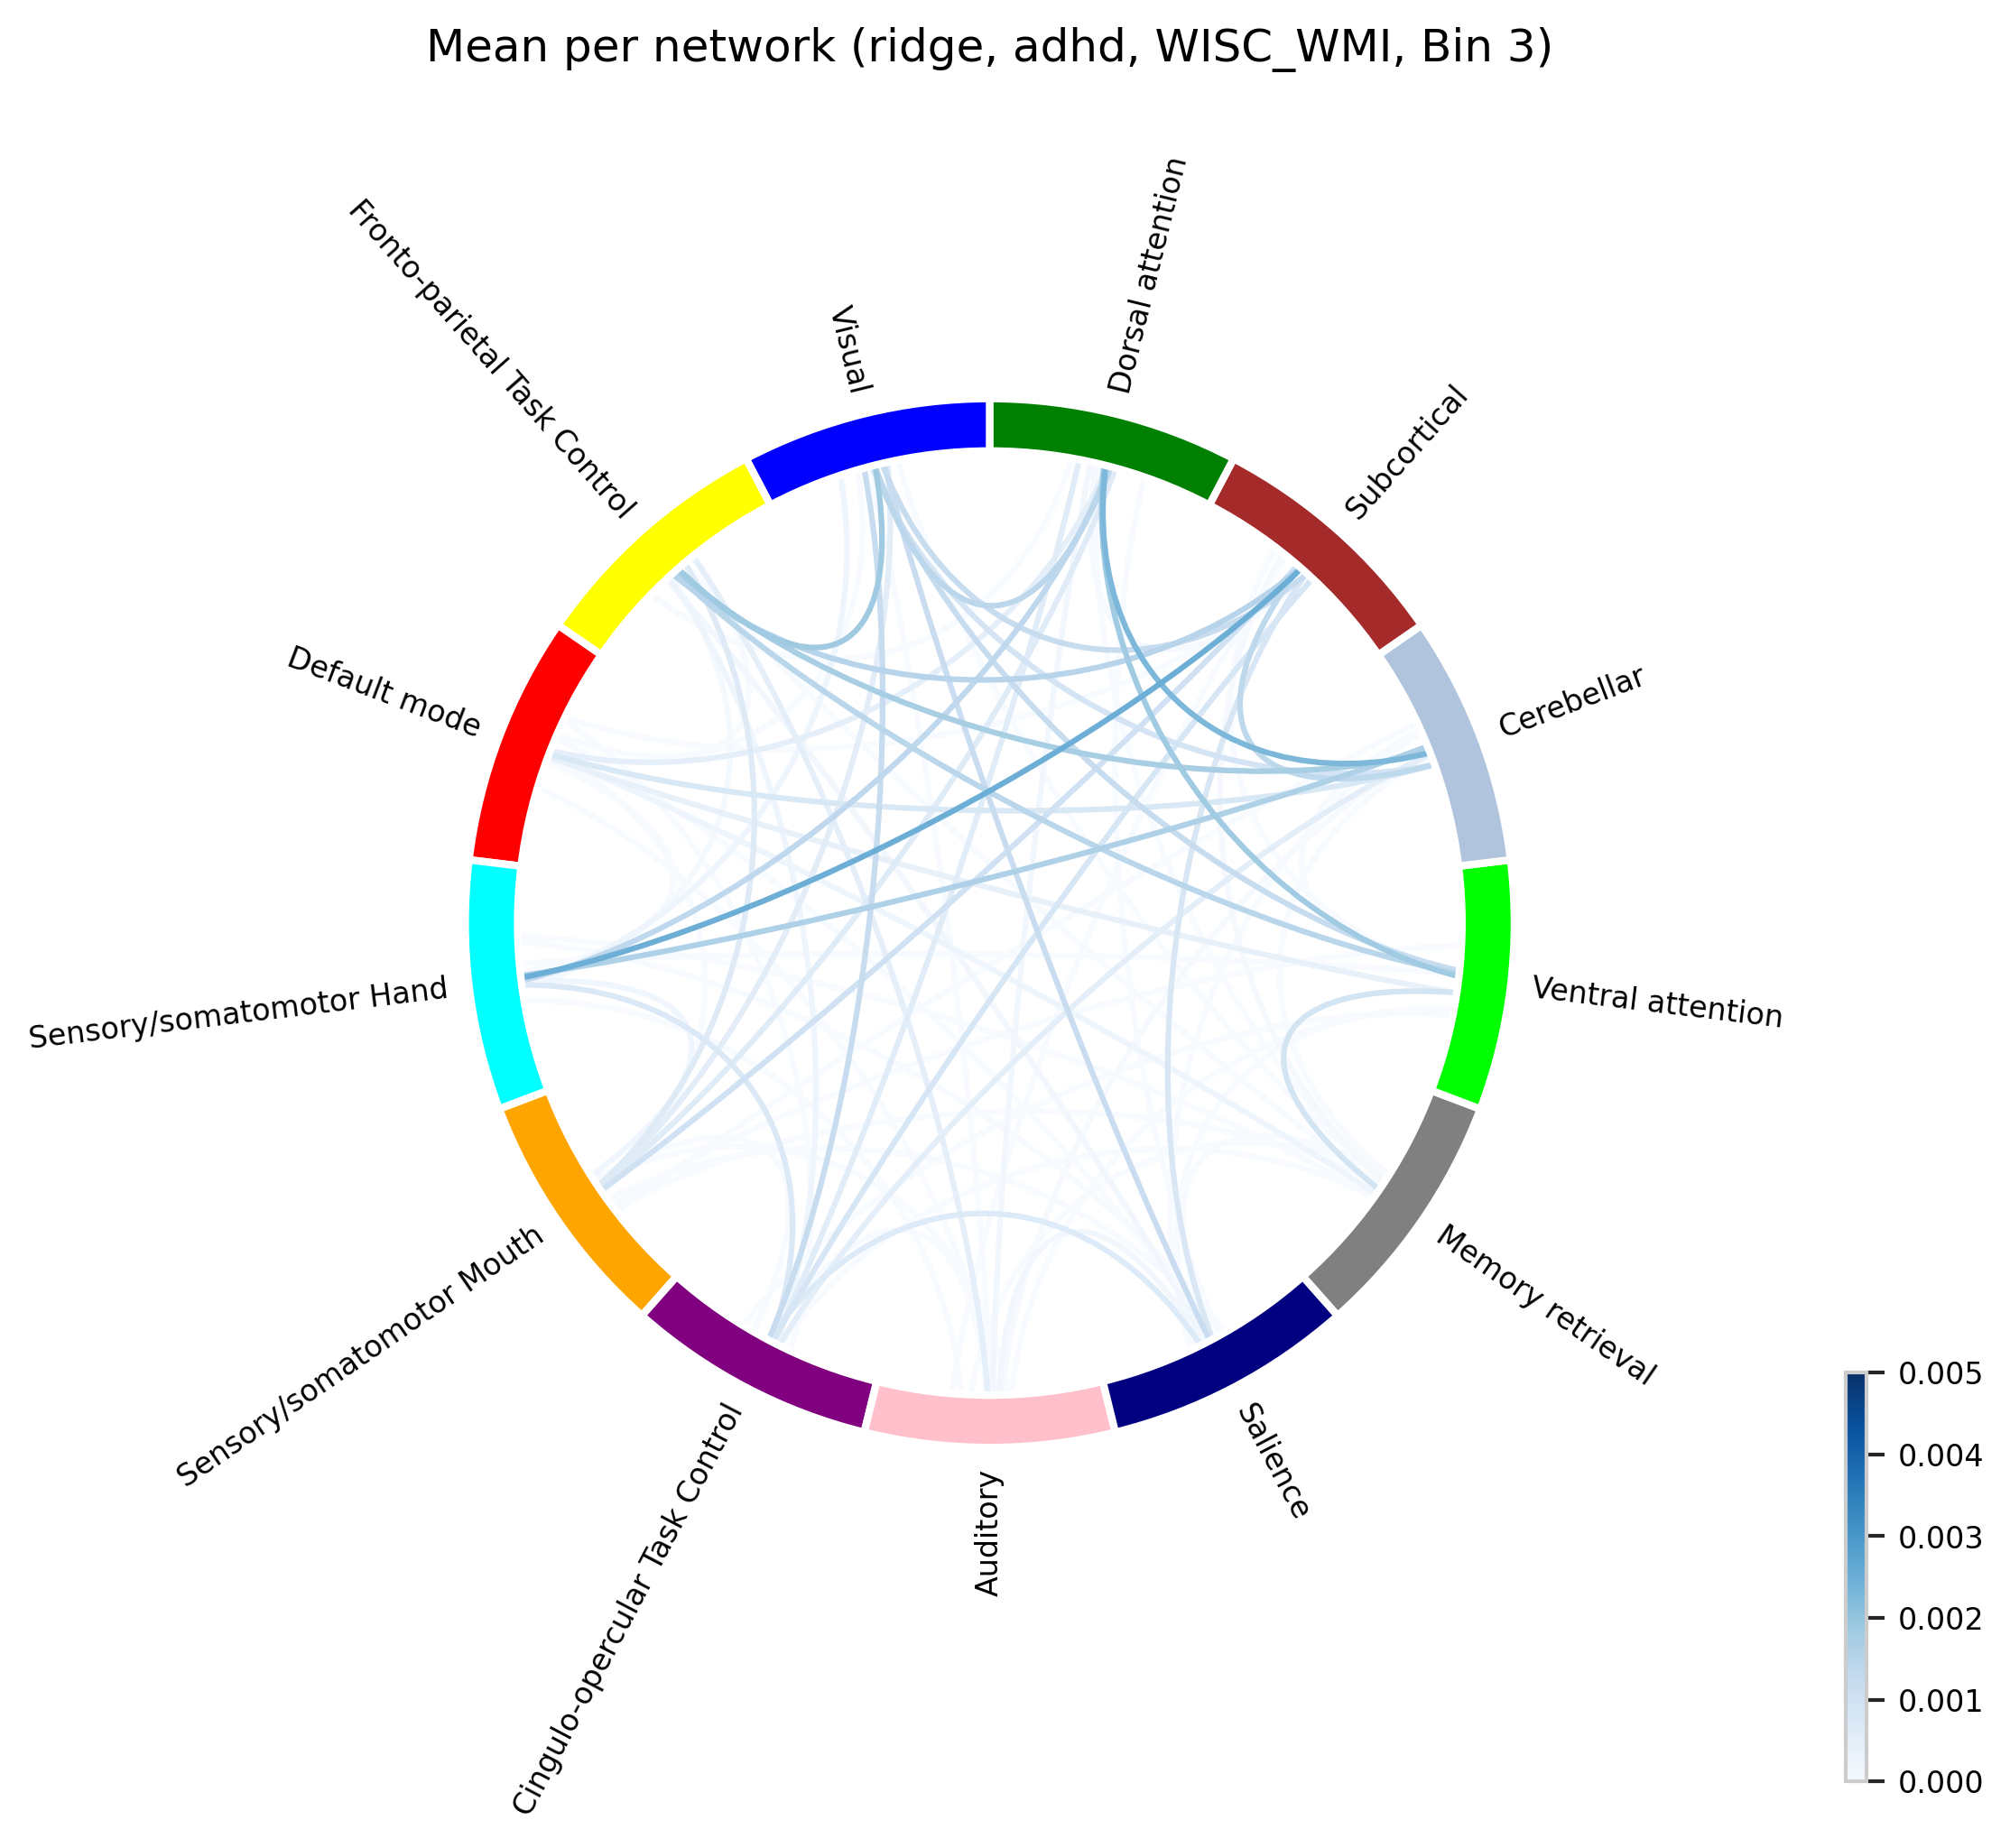 Mean per network (ridge, adhd, WISC_WMI, Bin 3)
Dorsal attention
Visual
Fronto-parietal Task Control
Subcortical
Default mode
Cerebellar
Sensory/somatomotor Hand
Ventral attention
Sensory/somatomotor Mouth
Memory retrieval
Cingulo-opercular Task Control
Auditory
Salience
0.005
0.004
0.003
0.002
0.001
0.000